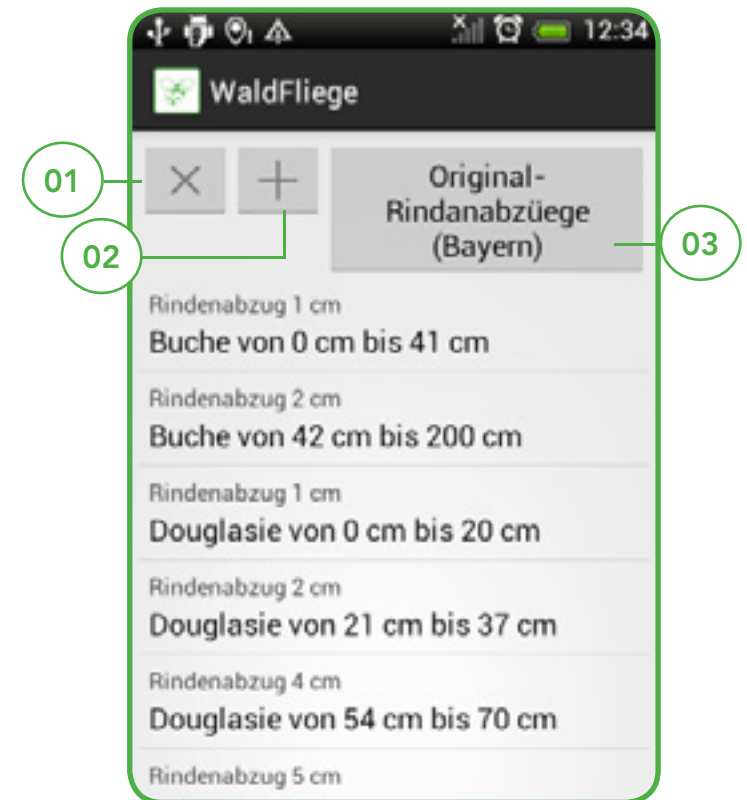 12:34
WaldFliege
01
Original-
Rindanabzüege
02
03
(Bayern)
Rindenabzug 1 cm
Buche von 0 cm bis 41 cm
Rindenabzug 2 cm
Buche von 42 cm bis 200 cm
Rindenabzug 1 cm
Douglasie von 0 cm bis 20 cm
Rindenabzug 2 cm
Douglasie von 21 cm bis 37 cm
Rindenabzug 4 cm
Douglasie von 54 cm bis 70 cm
Rindenabzug 5 cm